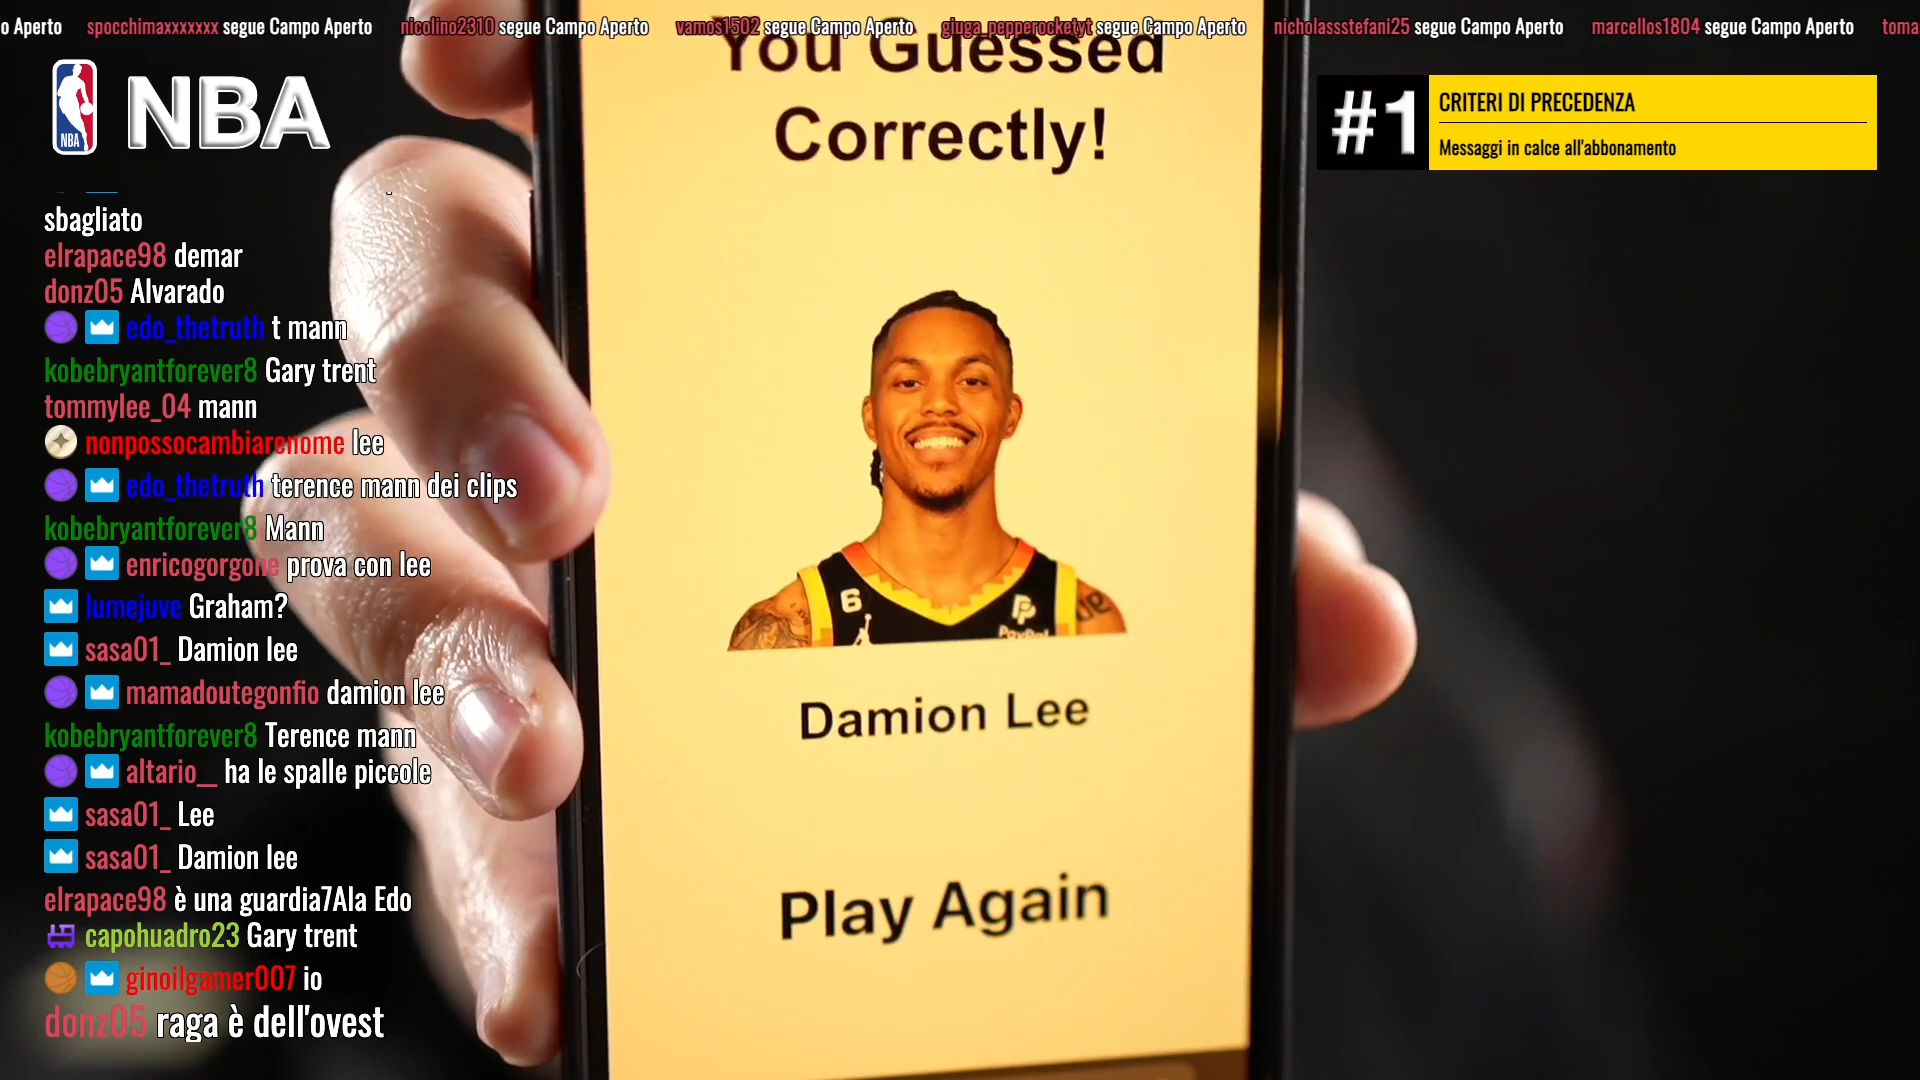 o Aperto spocchimaxxxxxxx segue Campo Aperto nicolino2310 segue Campo Aperto vamos1502 segue Campo Aperto giuga_pepperocketyt segue Campo Aperto nicholassstefani25 segue Campo Aperto marcellos1804 segue Campo Aperto toma
NBA
NBA
#1
CRITERI DI PRECEDENZA
Messaggi in calce all'abbonamento
You Guessed
Correctly!
6
PayPal
Damion Lee
Play Again
sbagliato
elrapace98 demar
donz05 Alvarado
edo_thetruth t mann
kobebryantforever8 Gary trent
tommylee_04 mann
nonpossocambiarenome lee
edo_thetruth terence mann dei clips
kobebryantforever8 Mann
enricogorgone prova con lee
lumejuve Graham?
sasa01_ Damion lee
mamadoutegonfio damion lee
kobebryantforever8 Terence mann
altario__ ha le spalle piccole
sasa01_ Lee
sasa01_ Damion lee
elrapace98 è una guardia7Ala Edo
capohuadro23 Gary trent
ginoilgamer007 io
donz05 raga è dell'ovest